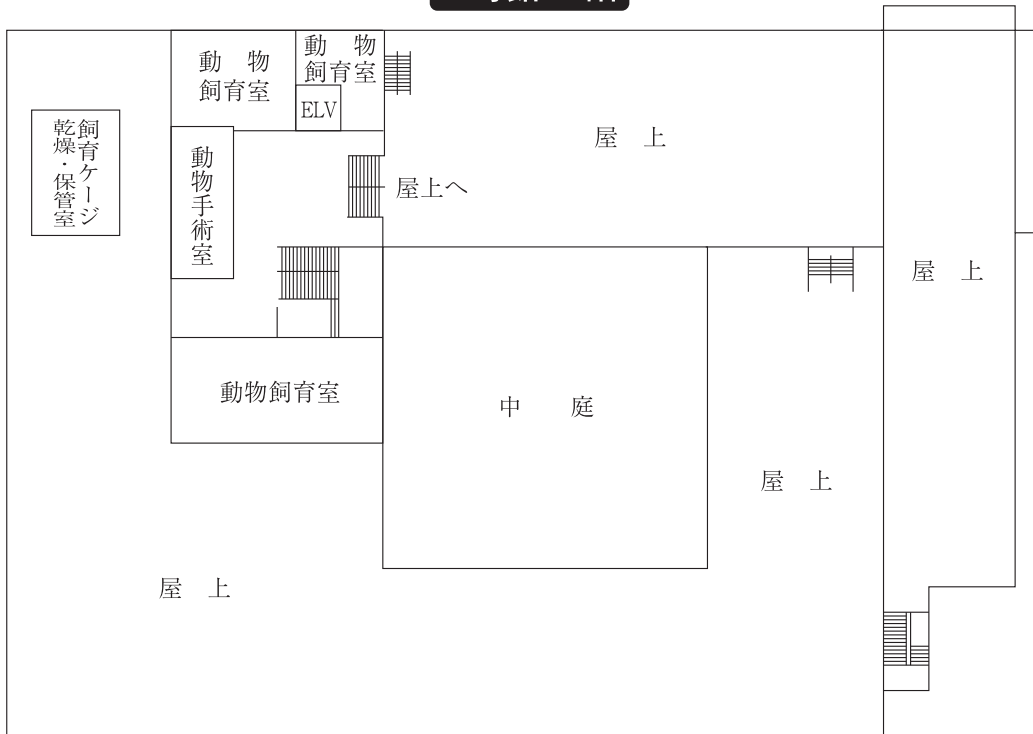 動　物
飼育室
動　物
飼育室
ELV
飼育ケージ
乾燥・保管室
動物手術室
屋上へ
屋　上
屋　上
動物飼育室
中　　庭
屋　上
屋　上